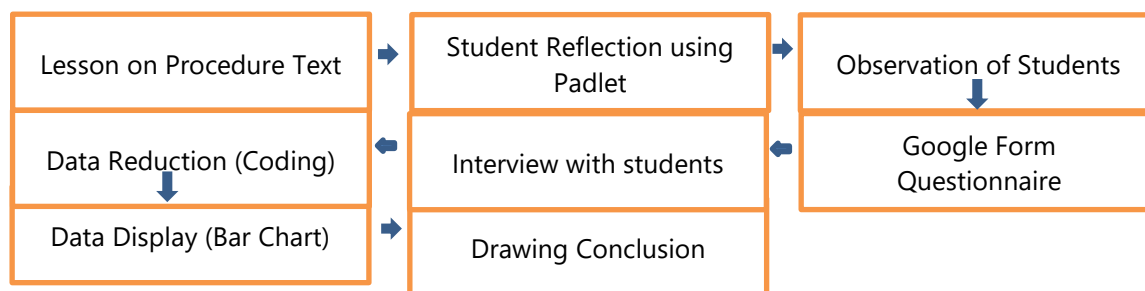 Lesson on Procedure Text
Student Reflection using
Padlet
Observation of Students
Data Reduction (Coding)
Interview with students
Google Form
Questionnaire
Data Display (Bar Chart)
Drawing Conclusion